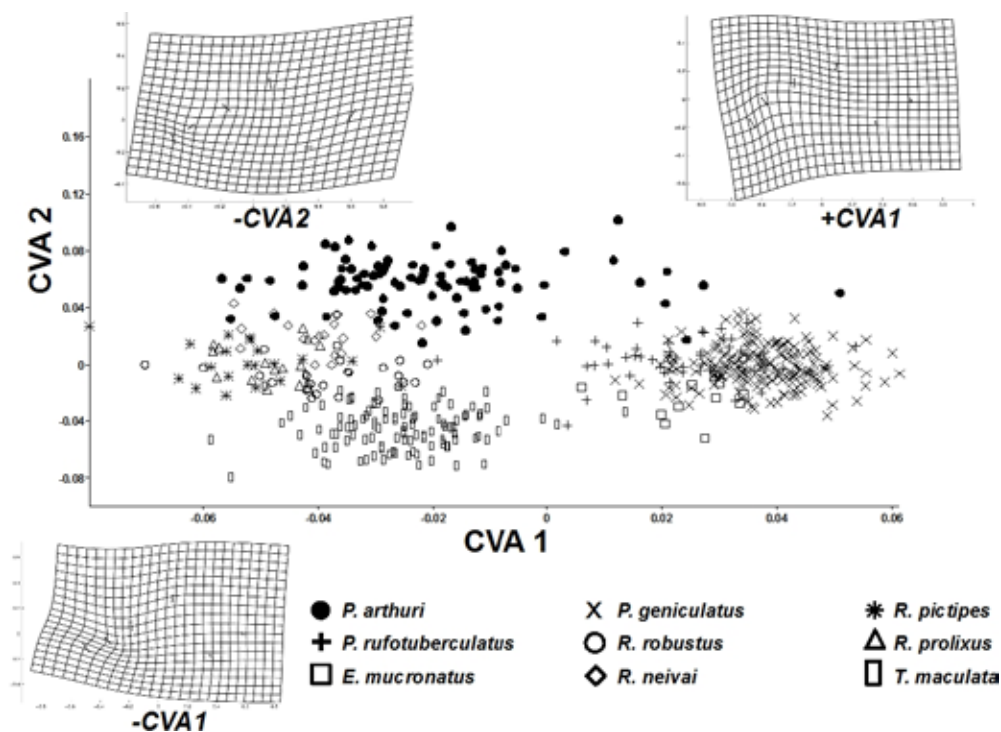 -CVA2
+CVA1
CVA 2
0.16
0.12
0.08
0.04
0
-0.04
-0.08
-0.06
-0.04
-0.02
0
0.02
0.04
0.06
CVA 1
-CVA1
P. arthuri
P. geniculatus
R. pictipes
P. rufotuberculatus
R. robustus
R. prolixus
E. mucronatus
R. neivai
T. maculata